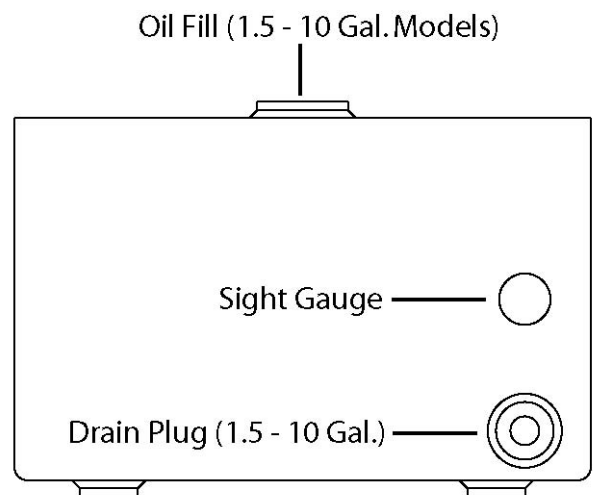 Oil Fill (1.5 - 10 Gal. Models)
Sight Gauge
Drain Plug (1.5 - 10 Gal.)